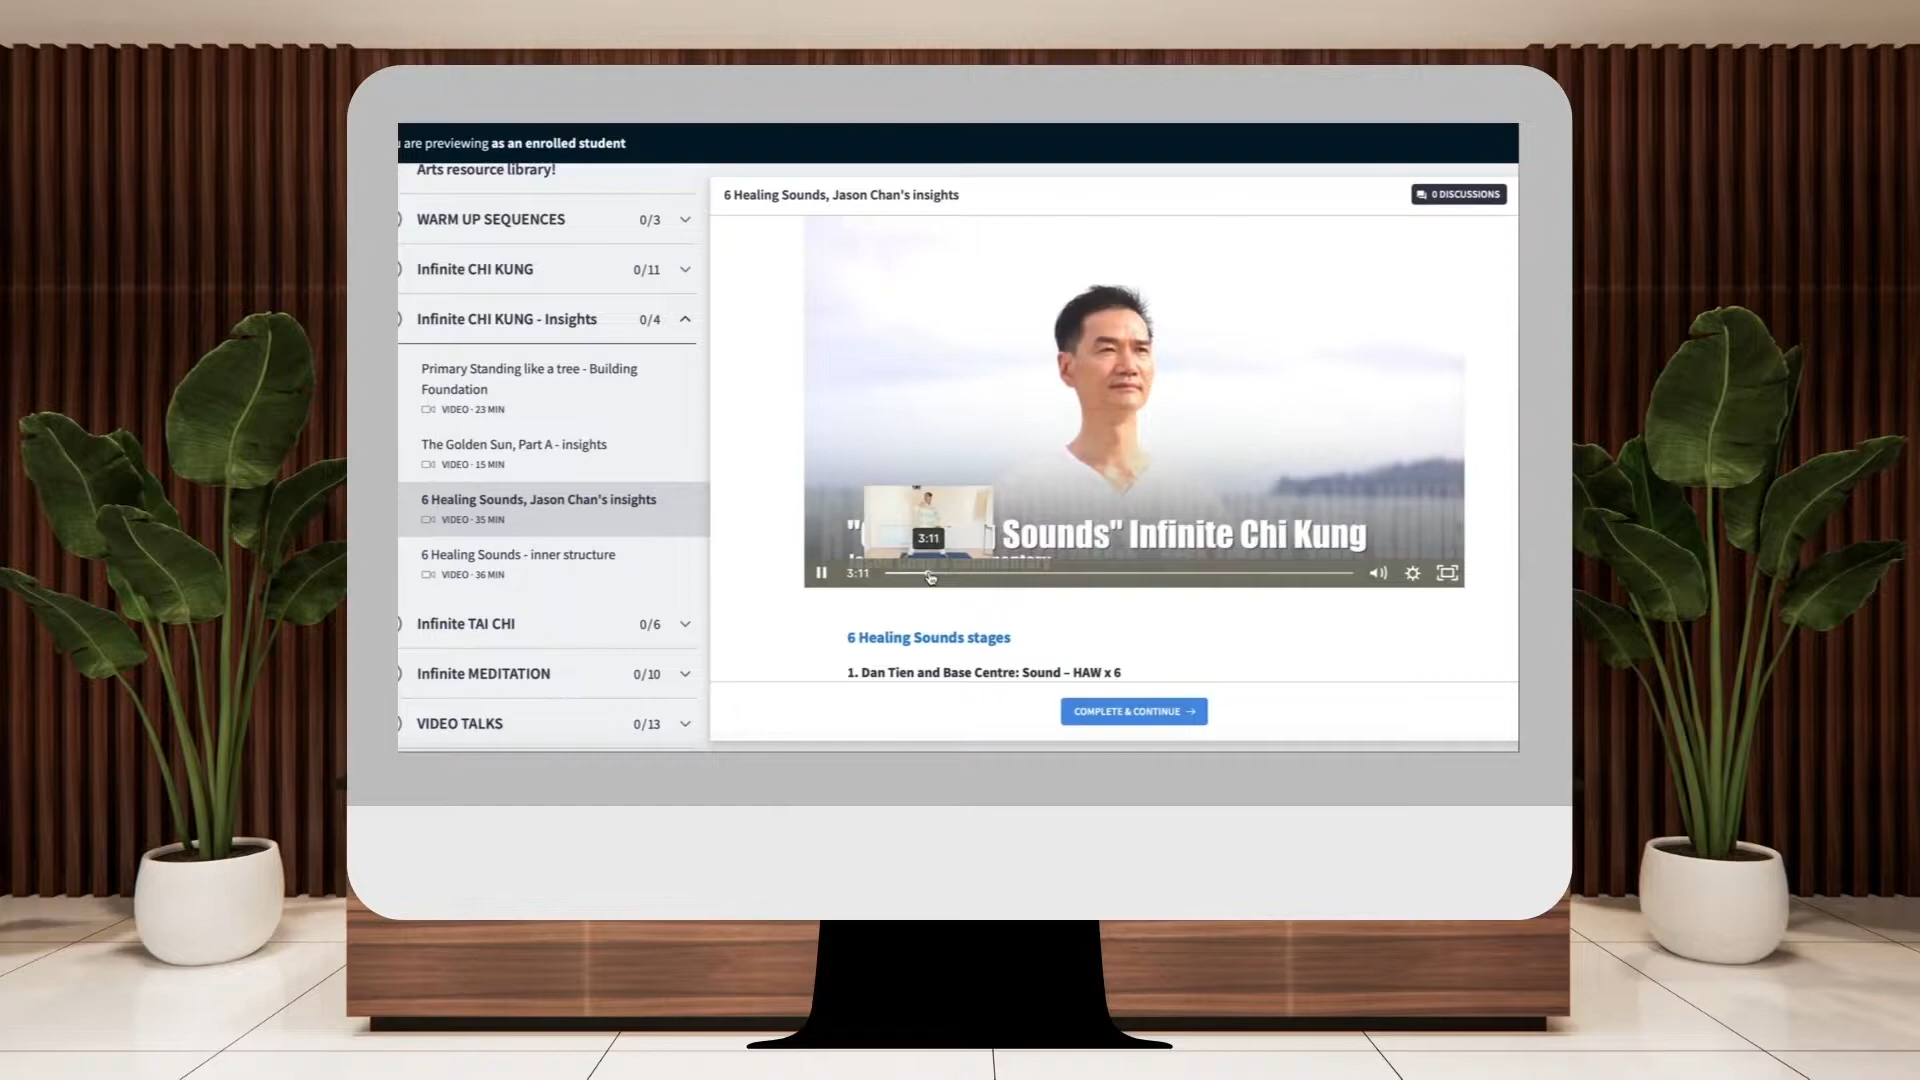 are previewing as an enrolled student
Arts resource library!
WARM UP SEQUENCES 0/3
Infinite CHI KUNG 0/11
Infinite CHI KUNG - Insights 0/4
Primary Standing like a tree - Building
Foundation
VIDEO · 23 MIN
The Golden Sun, Part A - insights
VIDEO · 15 MIN
6 Healing Sounds, Jason Chan's insights
VIDEO · 35 MIN
6 Healing Sounds - inner structure
VIDEO · 36 MIN
Infinite TAI CHI 0/6
Infinite MEDITATION 0/10
VIDEO TALKS 0/13
6 Healing Sounds, Jason Chan's insights
0 DISCUSSIONS
Sounds" Infinite Chi Kung
3:11
3:11
6 Healing Sounds stages
1. Dan Tien and Base Centre: Sound – HAW x 6
COMPLETE & CONTINUE →